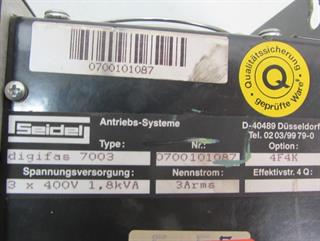 0700101087
Qualitätssicherung
Q
geprüfte Ware
Seidel
Antriebs-Systeme
D-40489 Düsseldorf
Tel. 02 03/99 79-0
Type:
Nr.:
Option:
digifas 7003
0700101087
4F4K
Spannungsversorgung:
Nennstrom:
Effektivstr. 4 Q:
3 x 400V 1,8kVA
3Arms